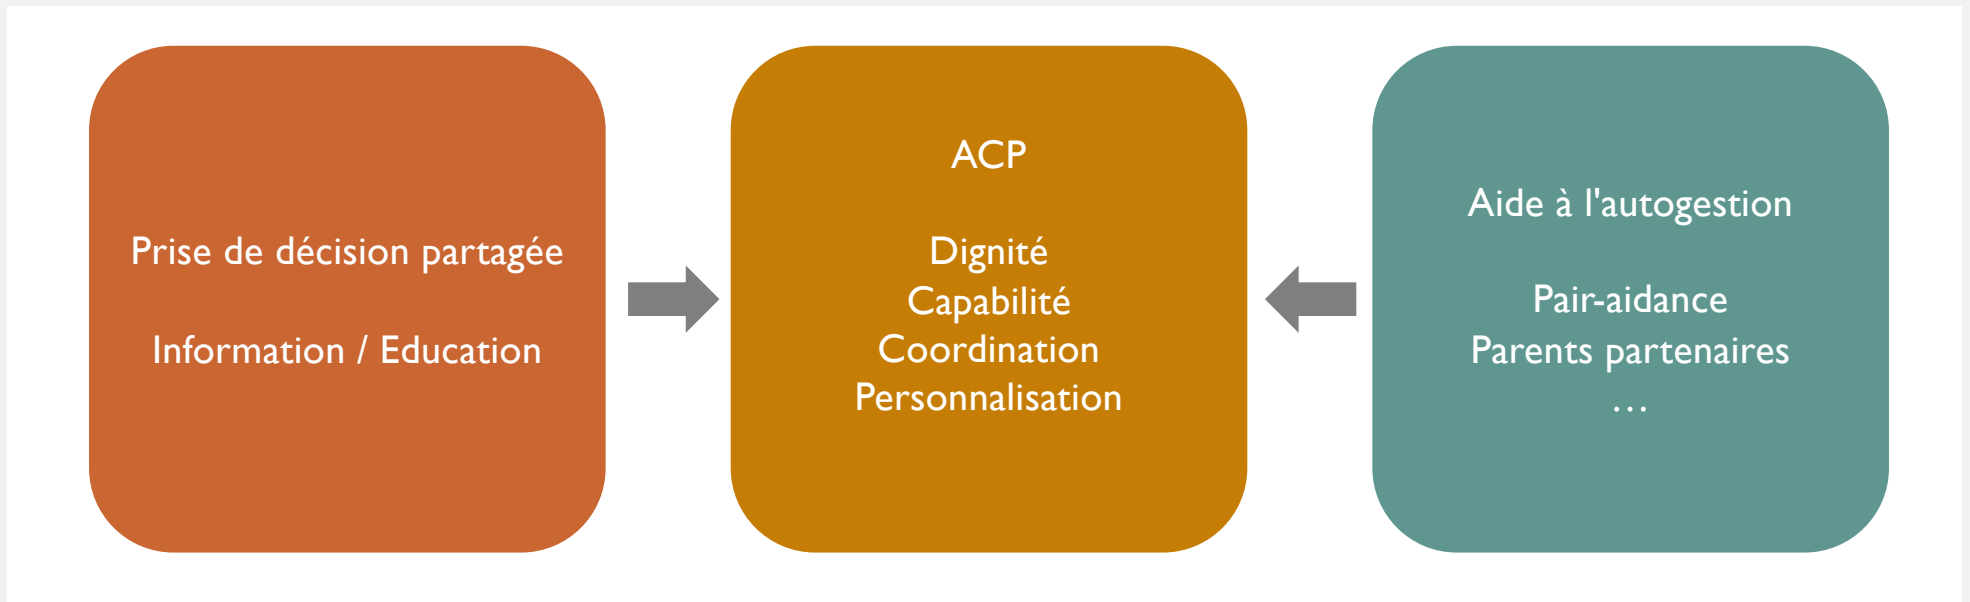 Prise de décision partagée
Information / Education
ACP
Dignité
Capabilité
Coordination
Personnalisation
Aide à l'autogestion
Pair-aidance
Parents partenaires
…